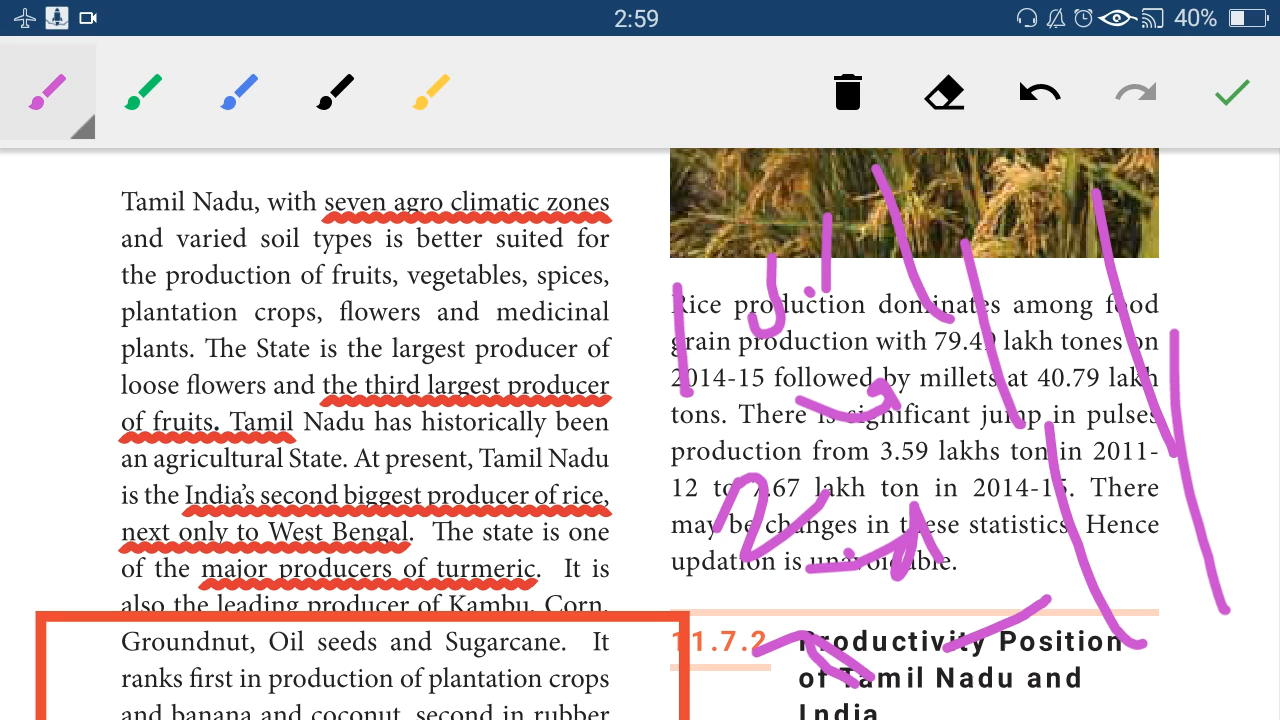 2:59
40%
Tamil Nadu, with seven agro climatic zones
and varied soil types is better suited for
the production of fruits, vegetables, spices,
plantation crops, flowers and medicinal
plants. The State is the largest producer of
loose flowers and the third largest producer
of fruits. Tamil Nadu has historically been
an agricultural State. At present, Tamil Nadu
is the India's second biggest producer of rice,
next only to West Bengal. The state is one
of the major producers of turmeric. It is
also the leading producer of Kambu, Corn,
Groundnut, Oil seeds and Sugarcane. It
ranks first in production of plantation crops
and banana and coconut, second in rubber
Rice production dominates among food
grain production with 79.49 lakh tones on
2014-15 followed by millets at 40.79 lakh
tons. There is significant jump in pulses
production from 3.59 lakhs ton in 2011-
12 to 7.67 lakh ton in 2014-15. There
may be changes in these statistics. Hence
updation is unavoidable.
11.7.2 Productivity Position
of Tamil Nadu and
India